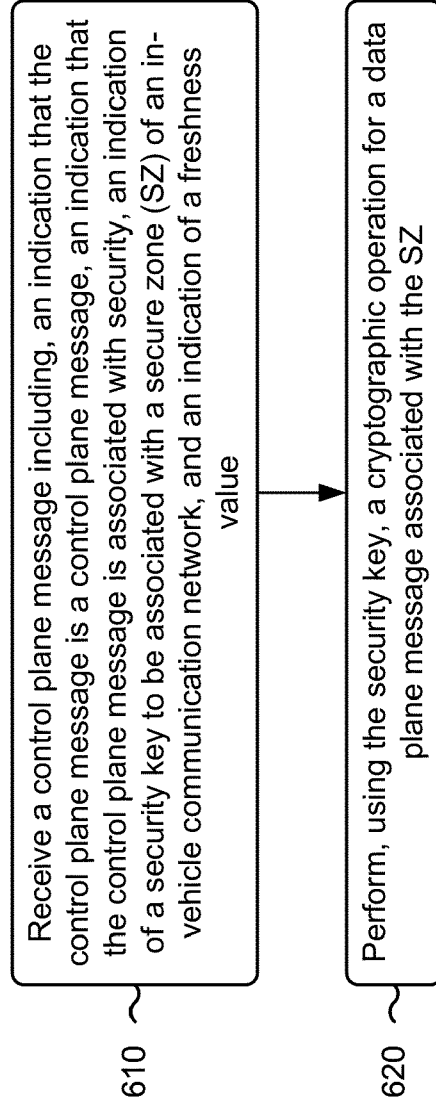 Receive a control plane message including, an indication that the
control plane message is a control plane message, an indication that
the control plane message is associated with security, an indication
of a security key to be associated with a secure zone (SZ) of an in-
vehicle communication network, and an indication of a freshness
value
610
Perform, using the security key, a cryptographic operation for a data
plane message associated with the SZ
620